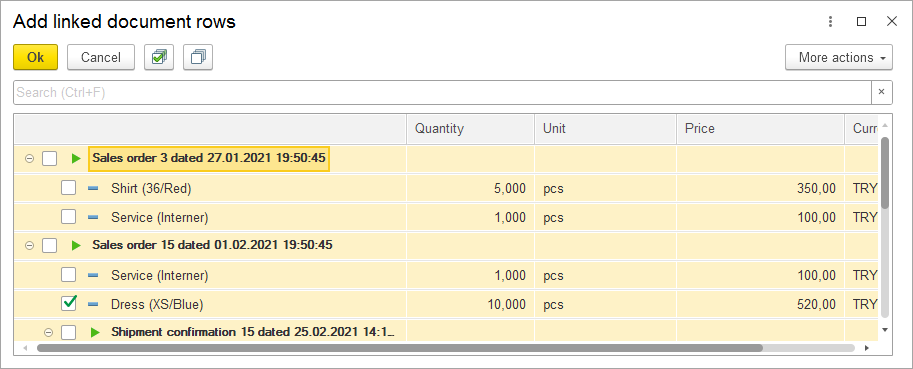 Add linked document rows
Ok Cancel More actions
Search (Ctrl+F) ×
Quantity Unit Price Curr
Sales order 3 dated 27.01.2021 19:50:45
Shirt (36/Red) 5,000 pcs 350,00 TRY
Service (Interner) 1,000 pcs 100,00 TRY
Sales order 15 dated 01.02.2021 19:50:45
Service (Interner) 1,000 pcs 100,00 TRY
Dress (XS/Blue) 10,000 pcs 520,00 TRY
Shipment confirmation 15 dated 25.02.2021 14:1...